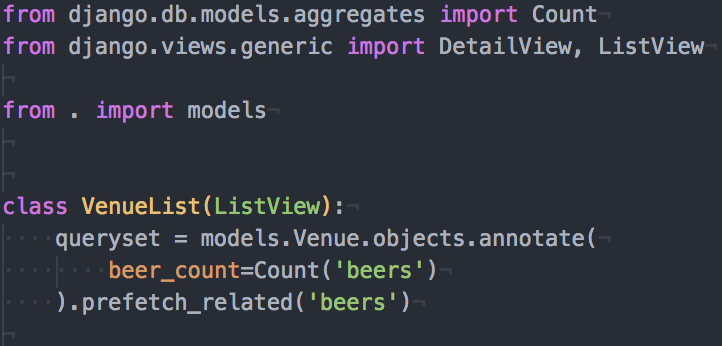 from django.db.models.aggregates import Count
from django.views.generic import DetailView, ListView

from . import models


class VenueList(ListView):
    queryset = models.Venue.objects.annotate(
        beer_count=Count('beers')
    ).prefetch_related('beers')